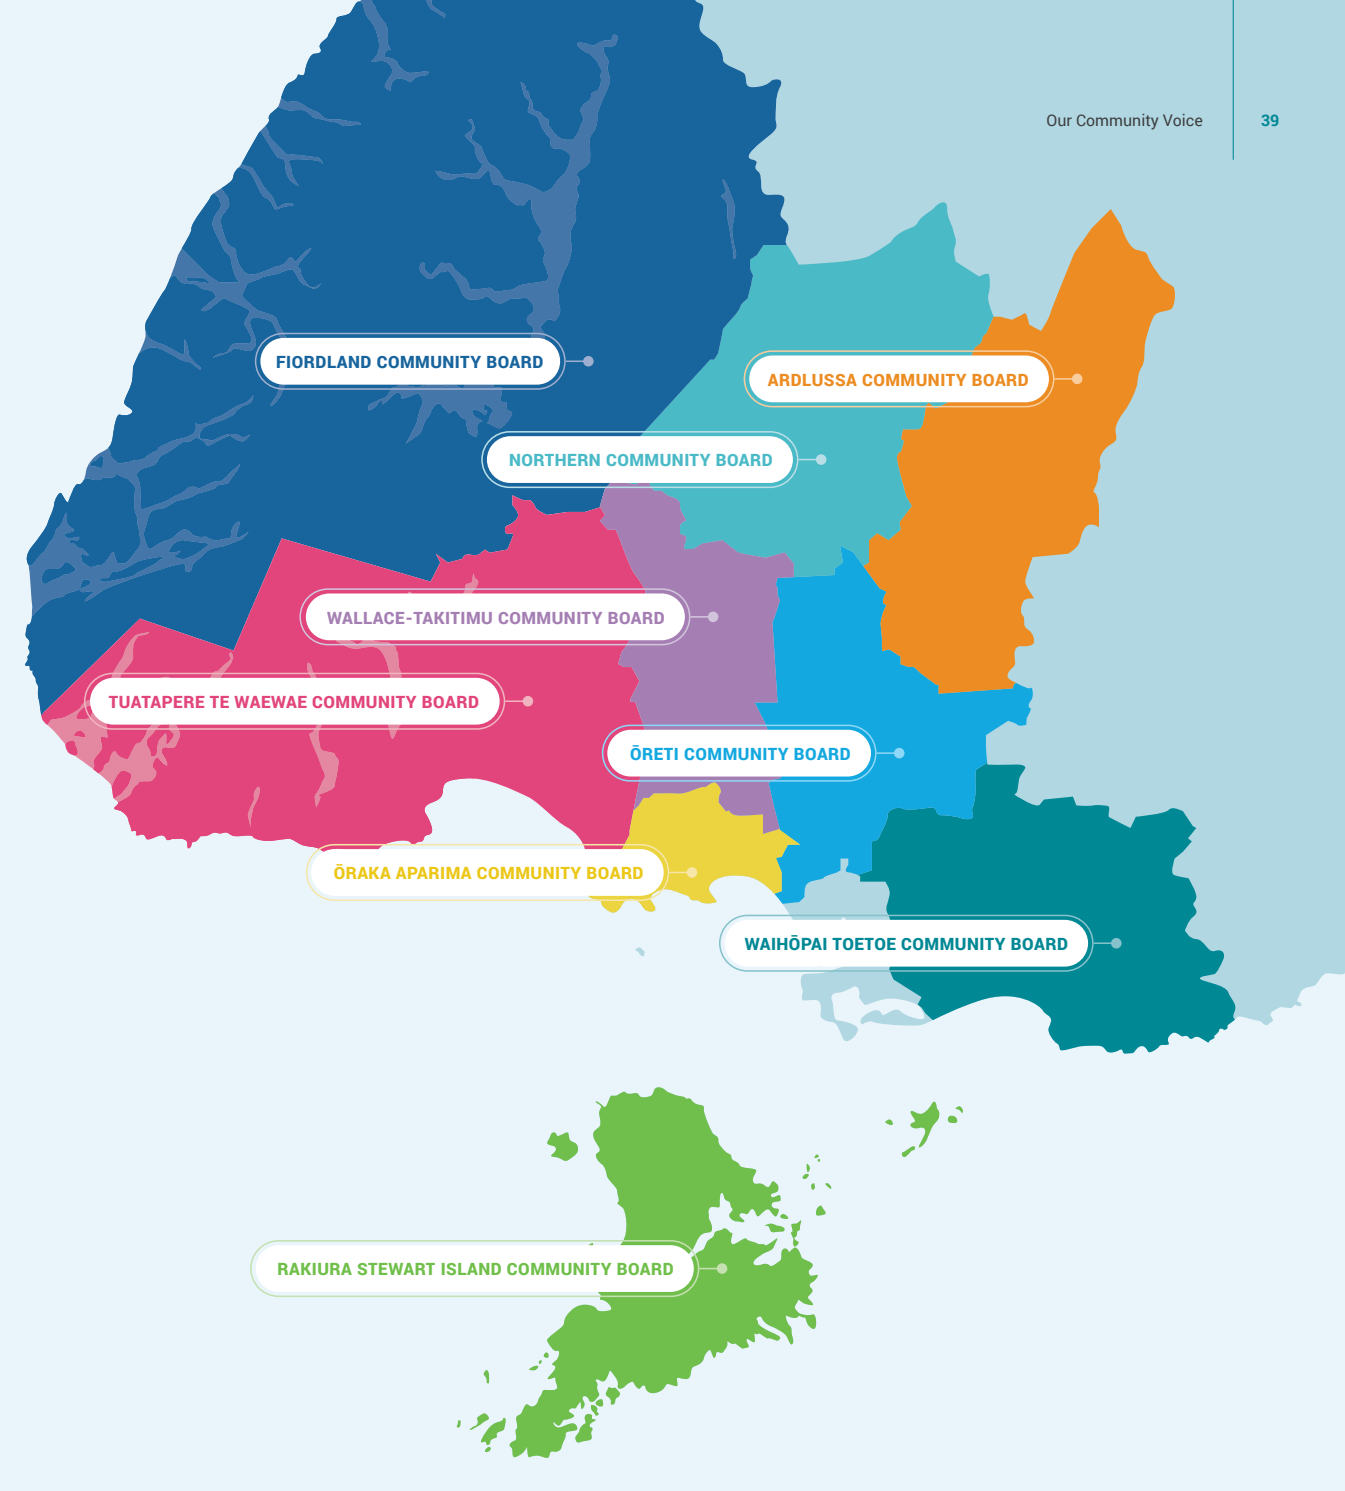 Our Community Voice 39
FIORDLAND COMMUNITY BOARD
ARDLUSSA COMMUNITY BOARD
NORTHERN COMMUNITY BOARD
WALLACE-TAKITIMU COMMUNITY BOARD
TUATAPERE TE WAEWAE COMMUNITY BOARD
ŌRETI COMMUNITY BOARD
ŌRAKA APARIMA COMMUNITY BOARD
WAIHŌPAI TOETOE COMMUNITY BOARD
RAKIURA STEWART ISLAND COMMUNITY BOARD